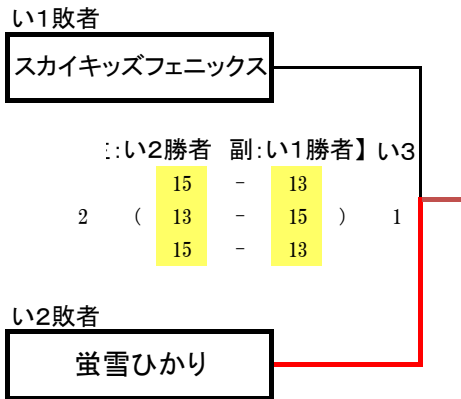 い1敗者
スカイキッズフェニックス
:い2勝者 副:い1勝者】 い3
15 - 13
2 ( 13 - 15 ) 1
15 - 13
い2敗者
蛍雪ひかり